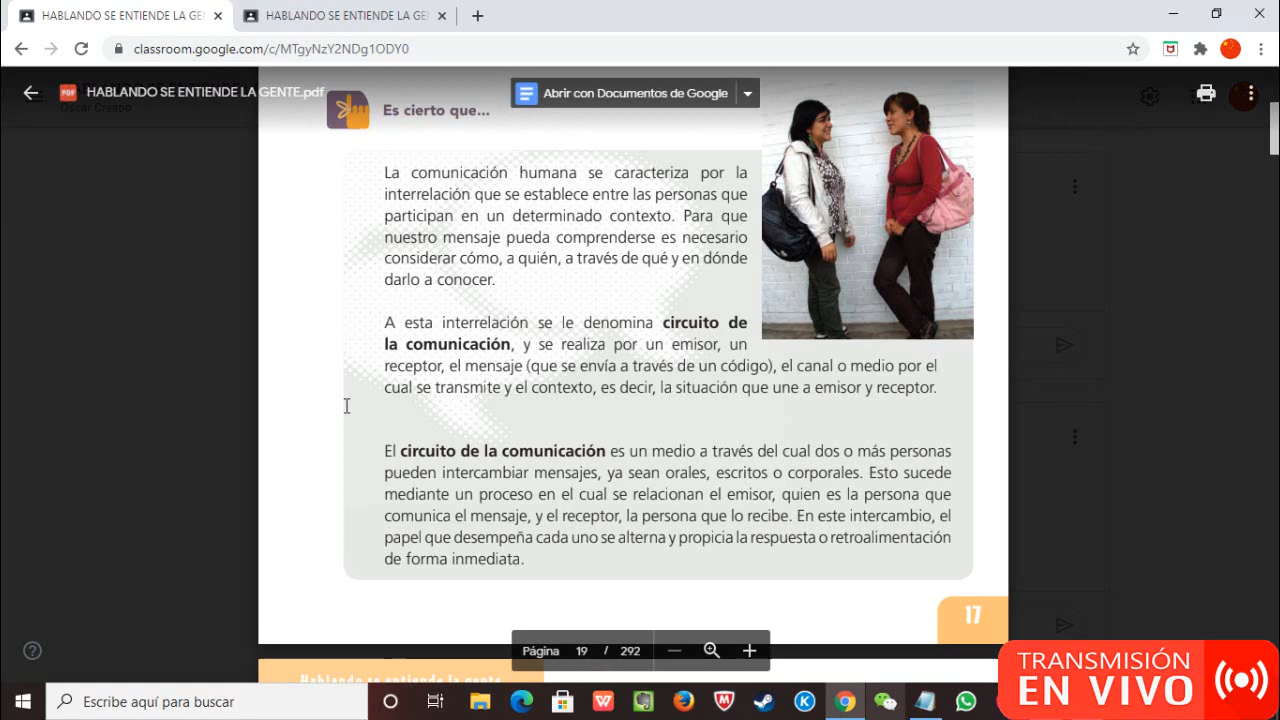 HABLANDO SE ENTIENDE LA GE
HABLANDO SE ENTIENDE LA GE
classroom.google.com/c/MTgyNzY2NDg1ODY0
PDF
HABLANDO SE ENTIENDE LA GENTE.pdf
Oscar Crespo
Abrir con Documentos de Google
Es cierto que...
La comunicación humana se caracteriza por la
interrelación que se establece entre las personas que
participan en un determinado contexto. Para que
nuestro mensaje pueda comprenderse es necesario
considerar cómo, a quién, a través de qué y en dónde
darlo a conocer.
A esta interrelación se le denomina circuito de
la comunicación, y se realiza por un emisor, un
receptor, el mensaje (que se envía a través de un código), el canal o medio por el
cual se transmite y el contexto, es decir, la situación que une a emisor y receptor.
El circuito de la comunicación es un medio a través del cual dos o más personas
pueden intercambiar mensajes, ya sean orales, escritos o corporales. Esto sucede
mediante un proceso en el cual se relacionan el emisor, quien es la persona que
comunica el mensaje, y el receptor, la persona que lo recibe. En este intercambio, el
papel que desempeña cada uno se alterna y propicia la respuesta o retroalimentación
de forma inmediata.
17
Página 19 / 292
Hablando se entiende la gente
TRANSMISIÓN
EN VIVO
Escribe aquí para buscar